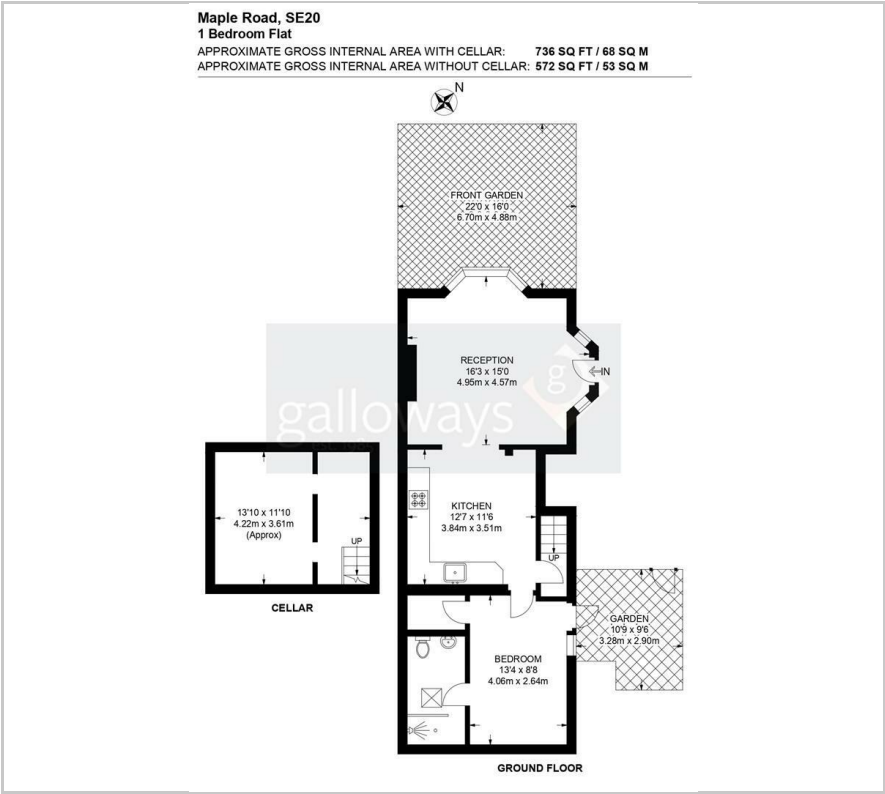 Maple Road, SE20
1 Bedroom Flat
APPROXIMATE GROSS INTERNAL AREA WITH CELLAR: 736 SQ FT / 68 SQ M
APPROXIMATE GROSS INTERNAL AREA WITHOUT CELLAR: 572 SQ FT / 53 SQ M
N
FRONT GARDEN
22'0 x 16'0
6.70m x 4.88m
RECEPTION
16'3 x 15'0
4.95m x 4.57m
IN
g
galloways
13'10 x 11'10
4.22m x 3.61m
(Approx)
UP
CELLAR
KITCHEN
12'7 x 11'6
3.84m x 3.51m
UP
GARDEN
10'9 x 9'6
3.28m x 2.90m
BEDROOM
13'4 x 8'8
4.06m x 2.64m
GROUND FLOOR